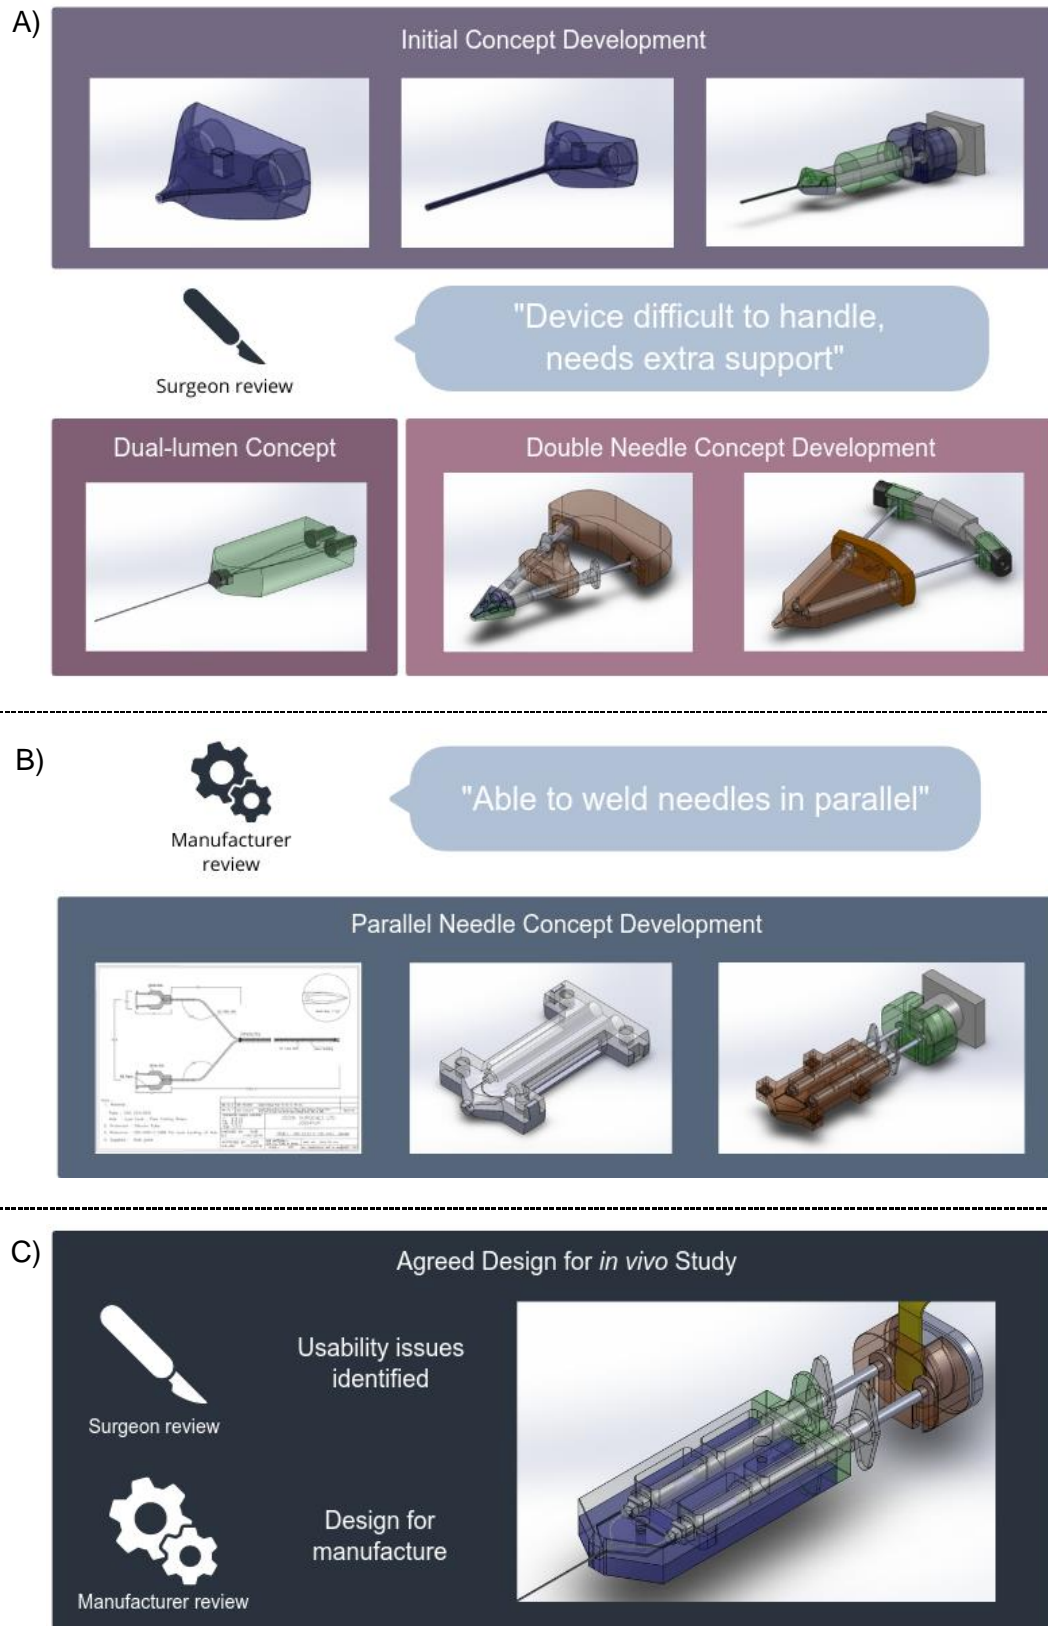 A)
Initial Concept Development
"Device difficult to handle,
needs extra support"
Surgeon review
Dual-lumen Concept
Double Needle Concept Development
B)
"Able to weld needles in parallel"
Manufacturer
review
Parallel Needle Concept Development
C)
Agreed Design for in vivo Study
Usability issues
identified
Surgeon review
Design for
manufacture
Manufacturer review